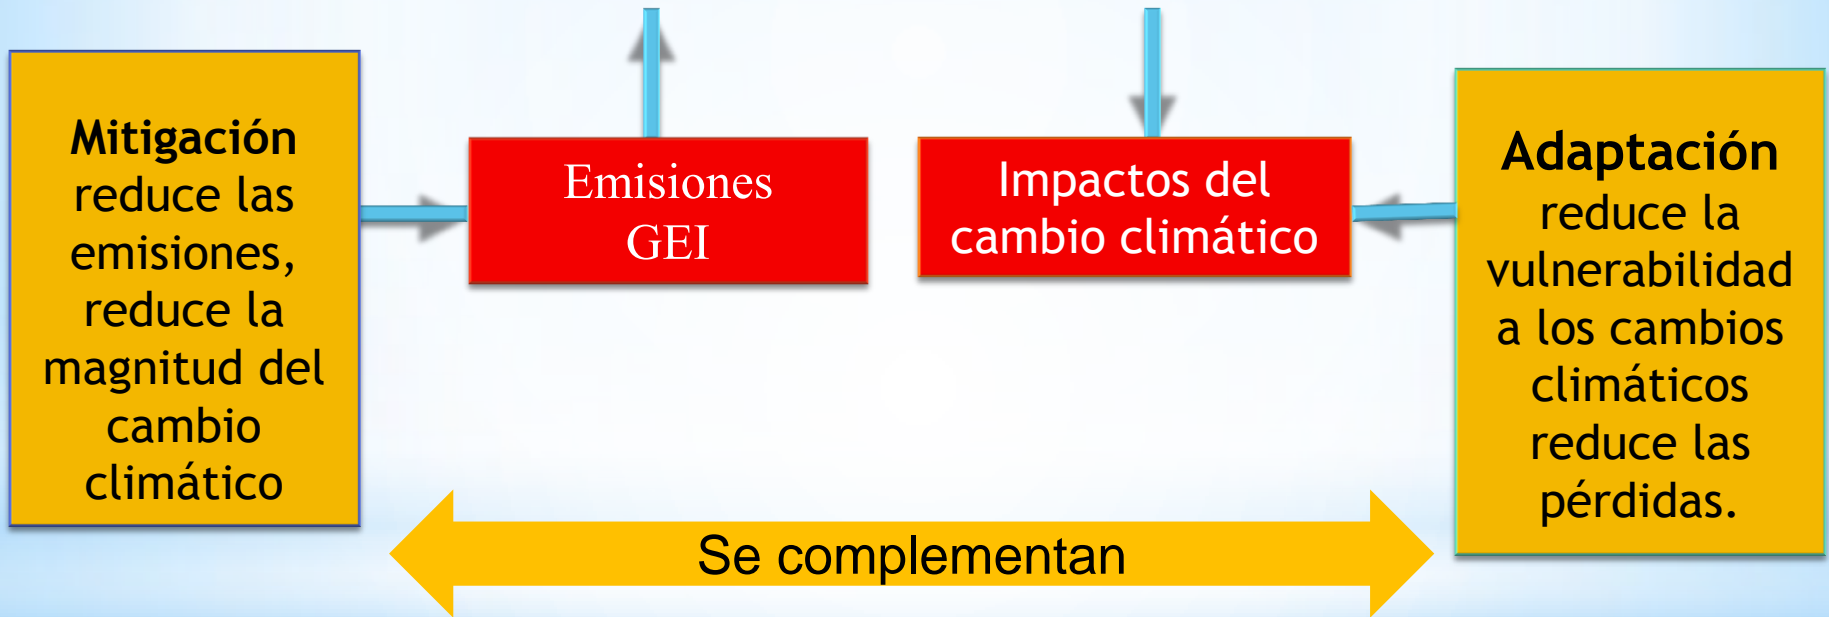 Mitigación
reduce las
emisiones,
reduce la
magnitud del
cambio
climático
Emisiones
GEI
Impactos del
cambio climático
Adaptación
reduce la
vulnerabilidad
a los cambios
climáticos
reduce las
pérdidas.
Se complementan